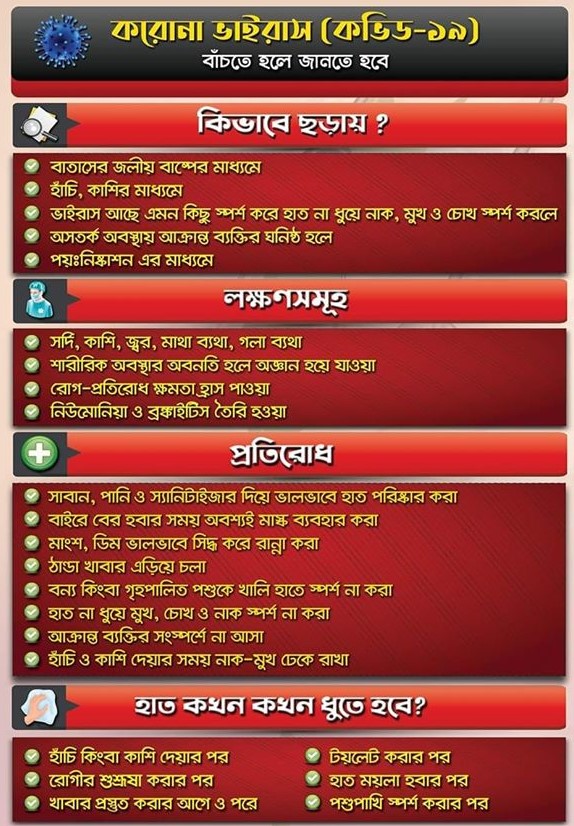 করোনা ভাইরাস (কভিড-১৯)
বাঁচতে হলে জানতে হবে
কিভাবে ছড়ায় ?
বাতাসের জলীয় বাষ্পের মাধ্যমে
হাঁচি, কাশির মাধ্যমে
ভাইরাস আছে এমন কিছু স্পর্শ করে হাত না ধুয়ে নাক, মুখ ও চোখ স্পর্শ করলে
অসতর্ক অবস্থায় আক্রান্ত ব্যক্তির ঘনিষ্ঠ হলে
পয়ঃনিষ্কাশন এর মাধ্যমে
লক্ষণসমূহ
সর্দি, কাশি, জ্বর, মাথা ব্যথা, গলা ব্যথা
শারীরিক অবস্থার অবনতি হলে অজ্ঞান হয়ে যাওয়া
রোগ-প্রতিরোধ ক্ষমতা হ্রাস পাওয়া
নিউমোনিয়া ও ব্রঙ্কাইটিস তৈরি হওয়া
প্রতিরোধ
সাবান, পানি ও স্যানিটাইজার দিয়ে ভালভাবে হাত পরিষ্কার করা
বাইরে বের হবার সময় অবশ্যই মাস্ক ব্যবহার করা
মাংশ, ডিম ভালভাবে সিদ্ধ করে রান্না করা
ঠান্ডা খাবার এড়িয়ে চলা
বন্য কিংবা গৃহপালিত পশুকে খালি হাতে স্পর্শ না করা
হাত না ধুয়ে মুখ, চোখ ও নাক স্পর্শ না করা
আক্রান্ত ব্যক্তির সংস্পর্শে না আসা
হাঁচি ও কাশি দেয়ার সময় নাক-মুখ ঢেকে রাখা
হাত কখন কখন ধুতে হবে?
হাঁচি কিংবা কাশি দেয়ার পর
রোগীর শুশ্রূষা করার পর
খাবার প্রস্তুত করার আগে ও পরে
টয়লেট করার পর
হাত ময়লা হবার পর
পশুপাখি স্পর্শ করার পর